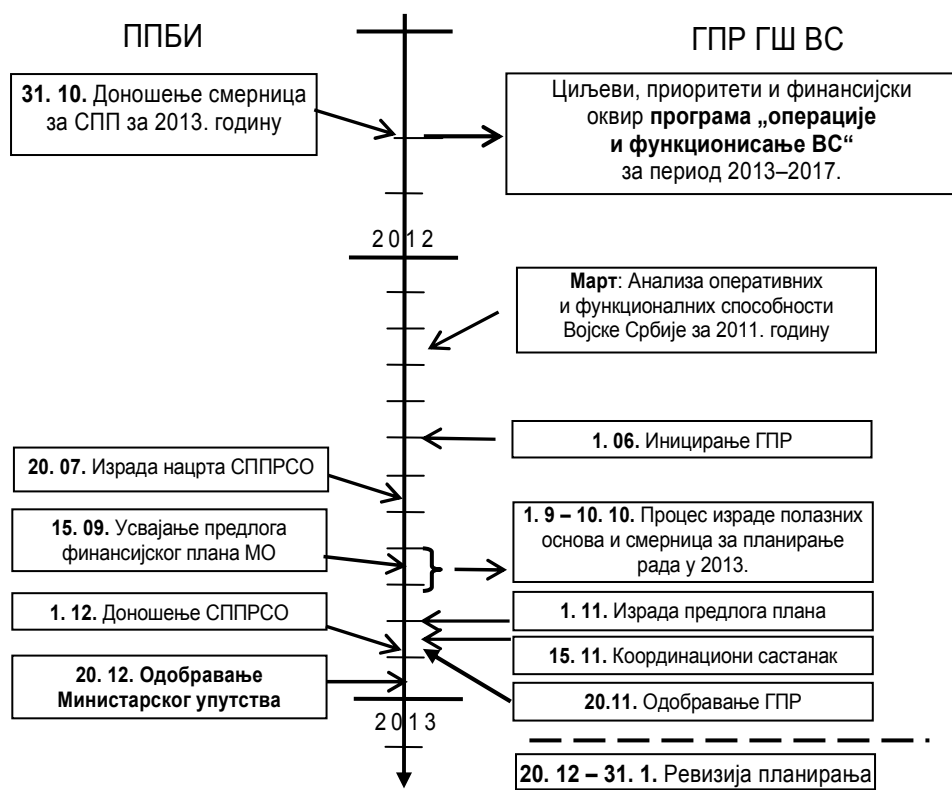 ППБИ
ГПР ГШ ВС
31. 10. Доношење смерница
за СПП за 2013. годину
Циљеви, приоритети и финансијски
оквир програма „операције
и функционисање ВС“
за период 2013–2017.
2012
Март: Анализа оперативних
и функционалних способности
Војске Србије за 2011. годину
1. 06. Иницирање ГПР
20. 07. Израда нацрта СППРСО
15. 09. Усвајање предлога
финансијског плана МО
1. 9 – 10. 10. Процес израде полазних
основа и смерница за планирање
рада у 2013.
1. 12. Доношење СППРСО
1. 11. Израда предлога плана
15. 11. Координациони састанак
20. 12. Одобравање
Министарског упутства
20.11. Одобравање ГПР
2013
20. 12 – 31. 1. Ревизија планирања